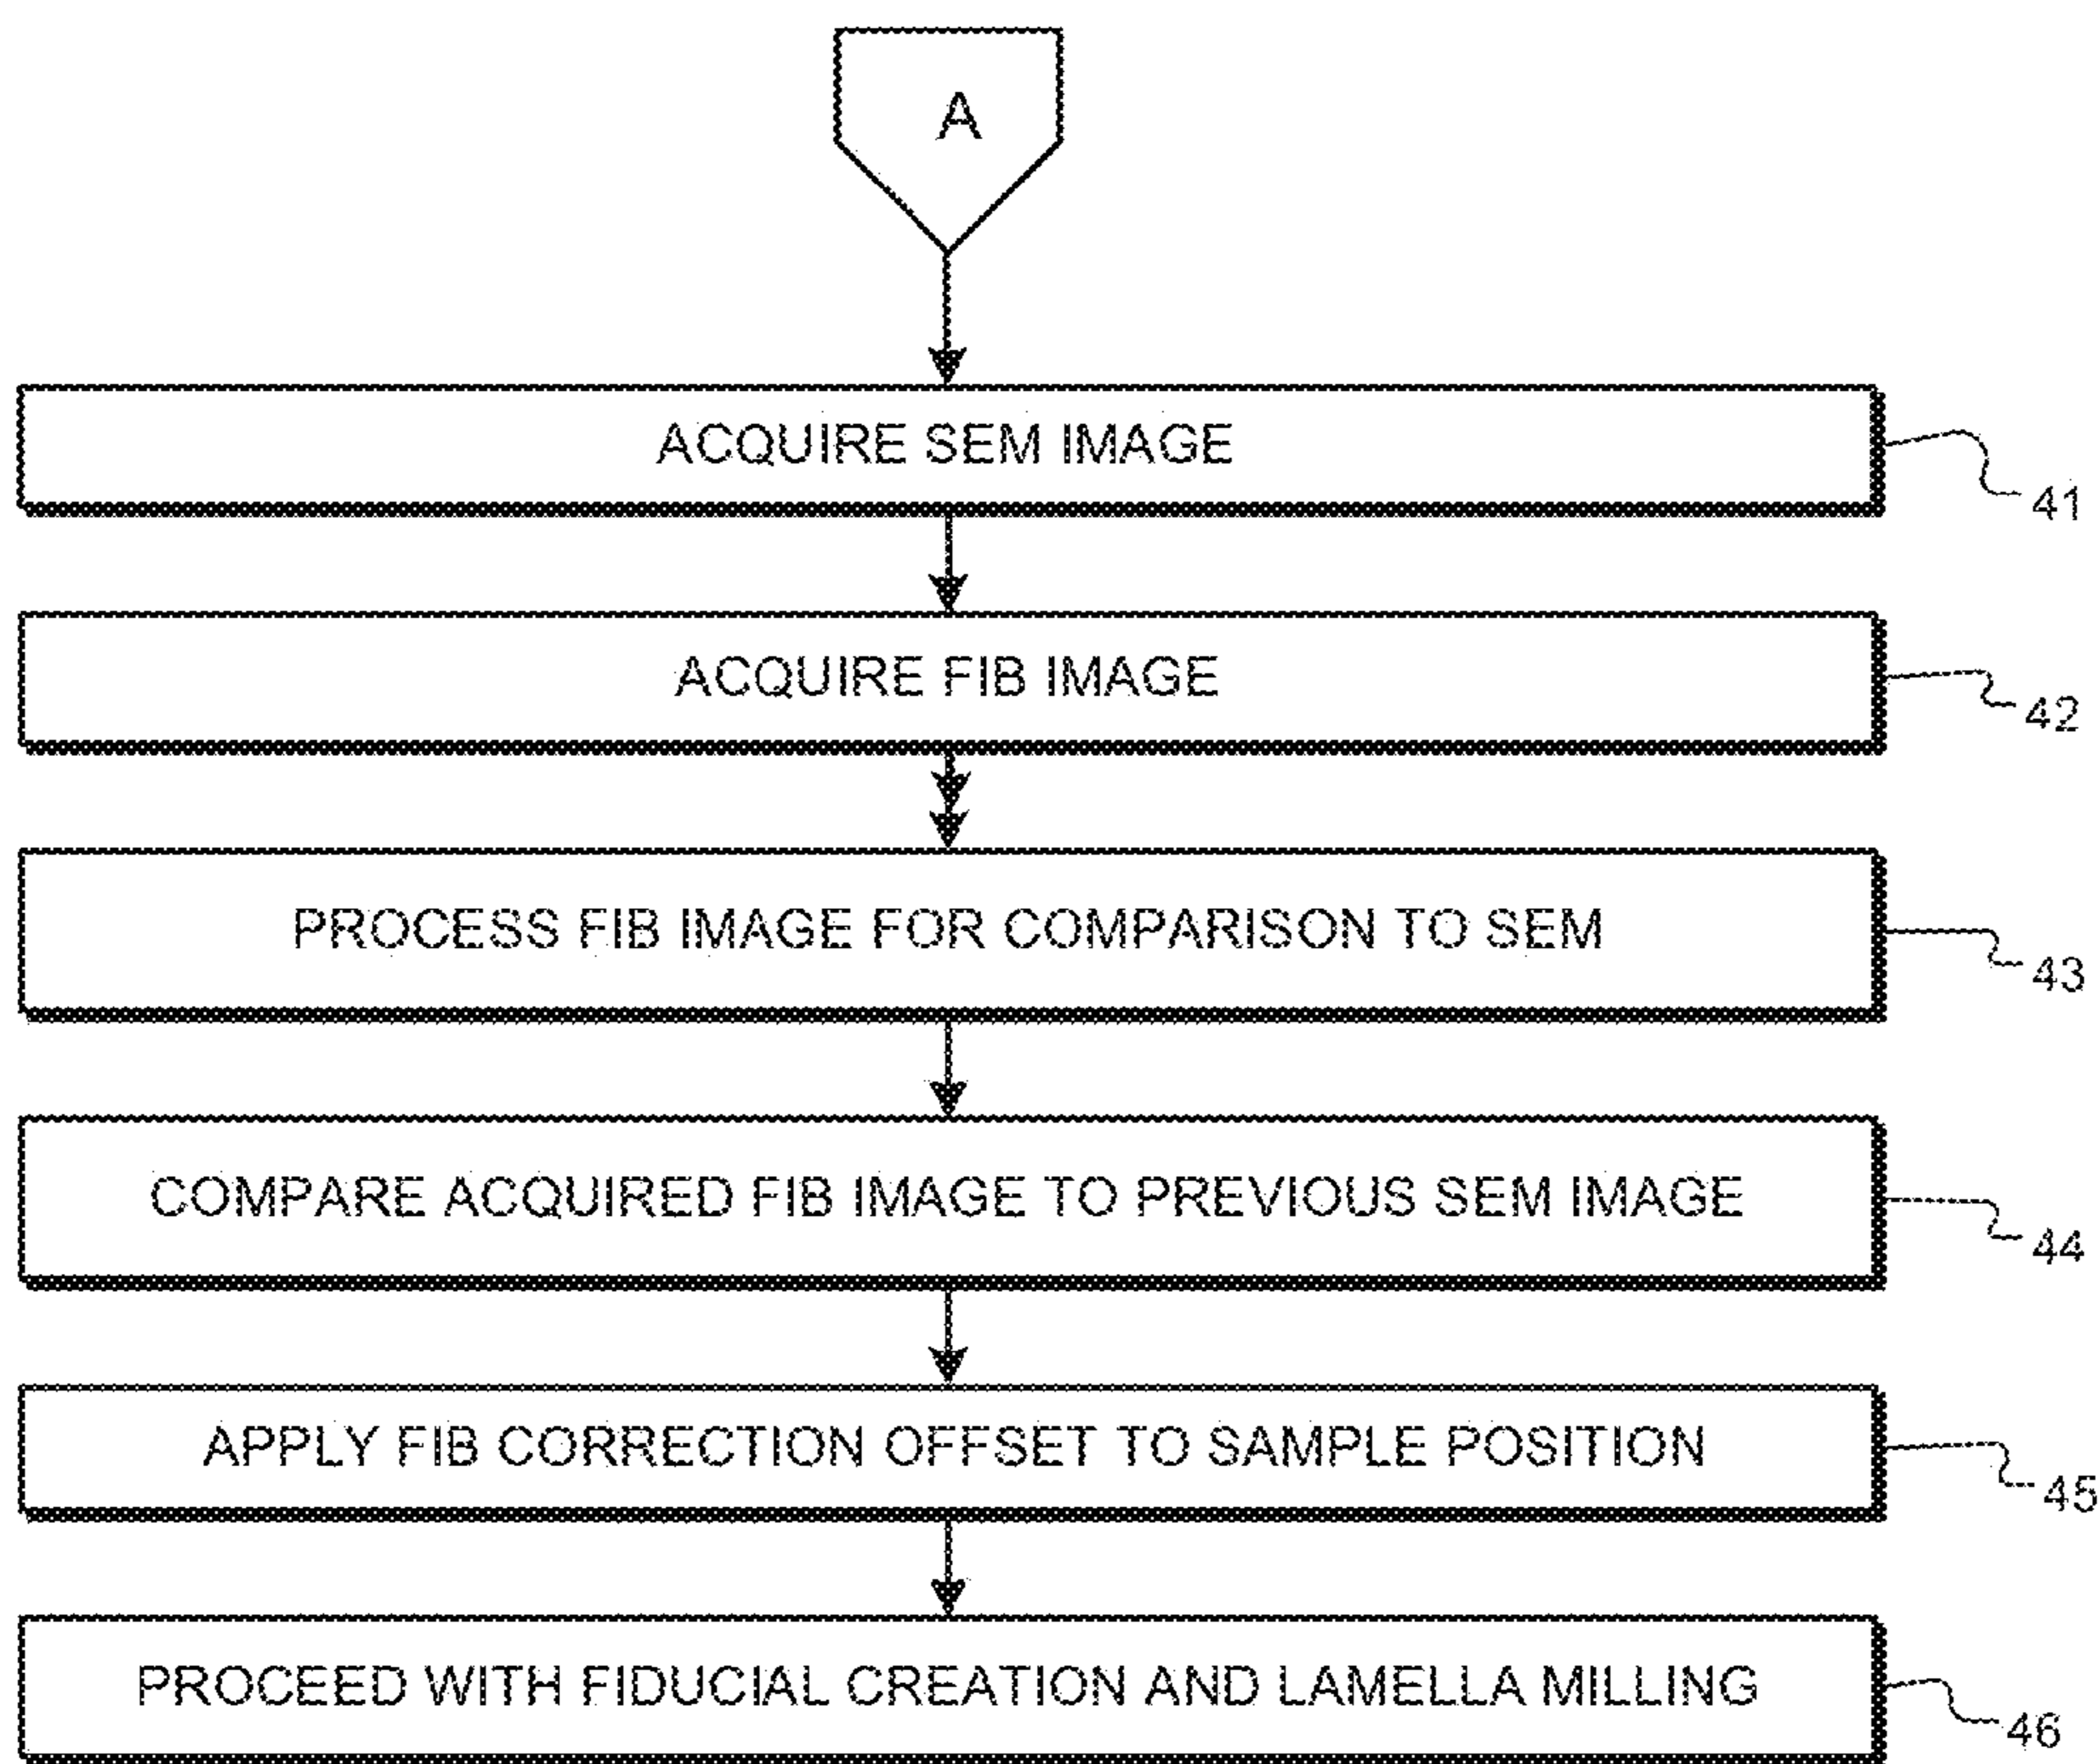 A
ACQUIRE SEM IMAGE
41
ACQUIRE FIB IMAGE
42
PROCESS FIB IMAGE FOR COMPARISON TO SEM
43
COMPARE ACQUIRED FIB IMAGE TO PREVIOUS SEM IMAGE
44
APPLY FIB CORRECTION OFFSET TO SAMPLE POSITION
45
PROCEED WITH FIDUCIAL CREATION AND LAMELLA MILLING
46